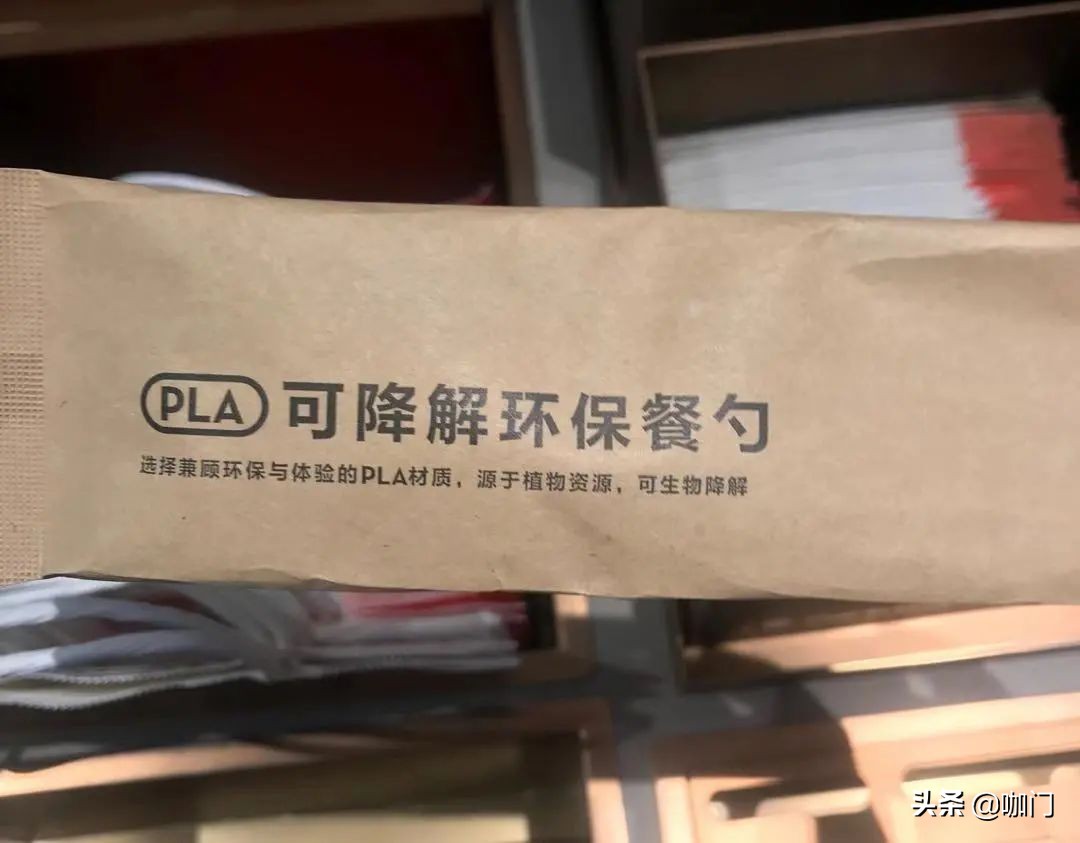 PLA 可降解环保餐勺
选择兼顾环保与体验的PLA材质，源于植物资源，可生物降解
头条 @咖门